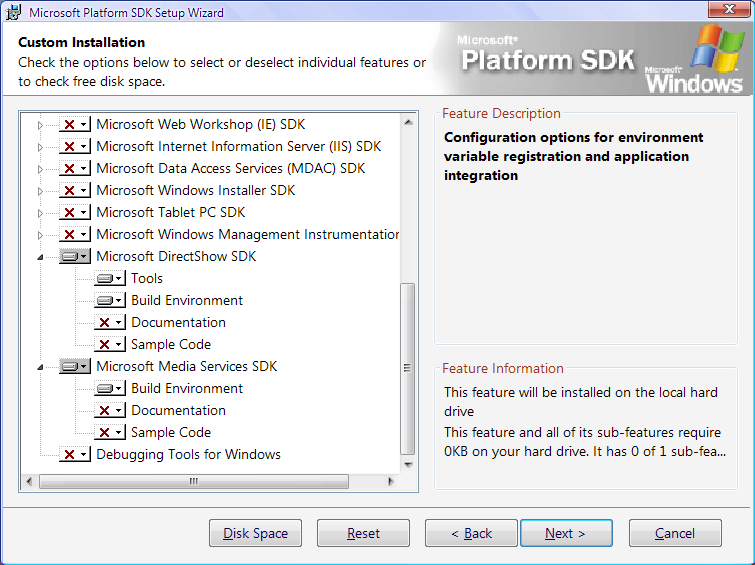 Microsoft Platform SDK Setup Wizard
Custom Installation
Check the options below to select or deselect individual features or
to check free disk space.
Microsoft®
Platform SDK
Microsoft®
Windows
Microsoft Web Workshop (IE) SDK
Microsoft Internet Information Server (IIS) SDK
Microsoft Data Access Services (MDAC) SDK
Microsoft Windows Installer SDK
Microsoft Tablet PC SDK
Microsoft Windows Management Instrumentation
Microsoft DirectShow SDK
Tools
Build Environment
Documentation
Sample Code
Microsoft Media Services SDK
Build Environment
Documentation
Sample Code
Debugging Tools for Windows
Feature Description
Configuration options for environment
variable registration and application
integration
Feature Information
This feature will be installed on the local hard
drive
This feature and all of its sub-features require
0KB on your hard drive. It has 0 of 1 sub-fea...
Disk Space
Reset
< Back
Next >
Cancel